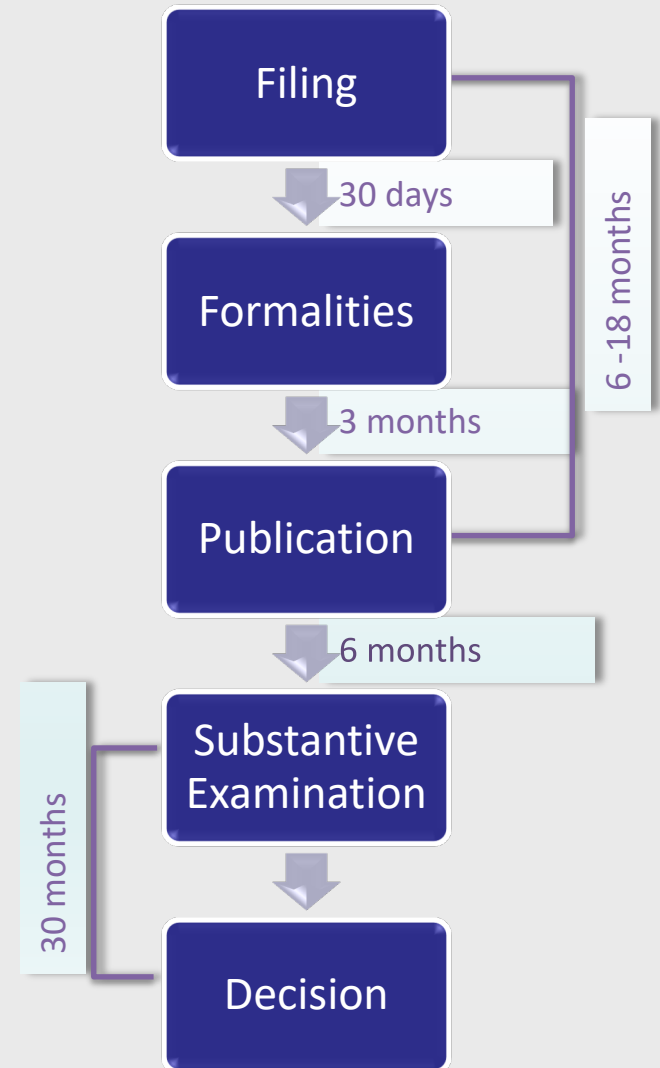 Filing
30 days
6 -18 months
Formalities
3 months
Publication
6 months
Substantive
Examination
30 months
Decision